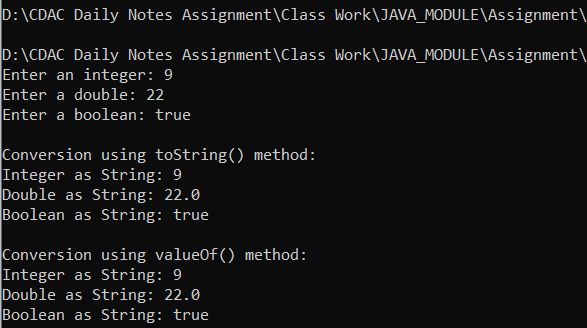 D:\CDAC Daily Notes Assignment\Class Work\JAVA_MODULE\Assignment\
D:\CDAC Daily Notes Assignment\Class Work\JAVA_MODULE\Assignment\
Enter an integer: 9
Enter a double: 22
Enter a boolean: true
Conversion using toString() method:
Integer as String: 9
Double as String: 22.0
Boolean as String: true
Conversion using valueOf() method:
Integer as String: 9
Double as String: 22.0
Boolean as String: true